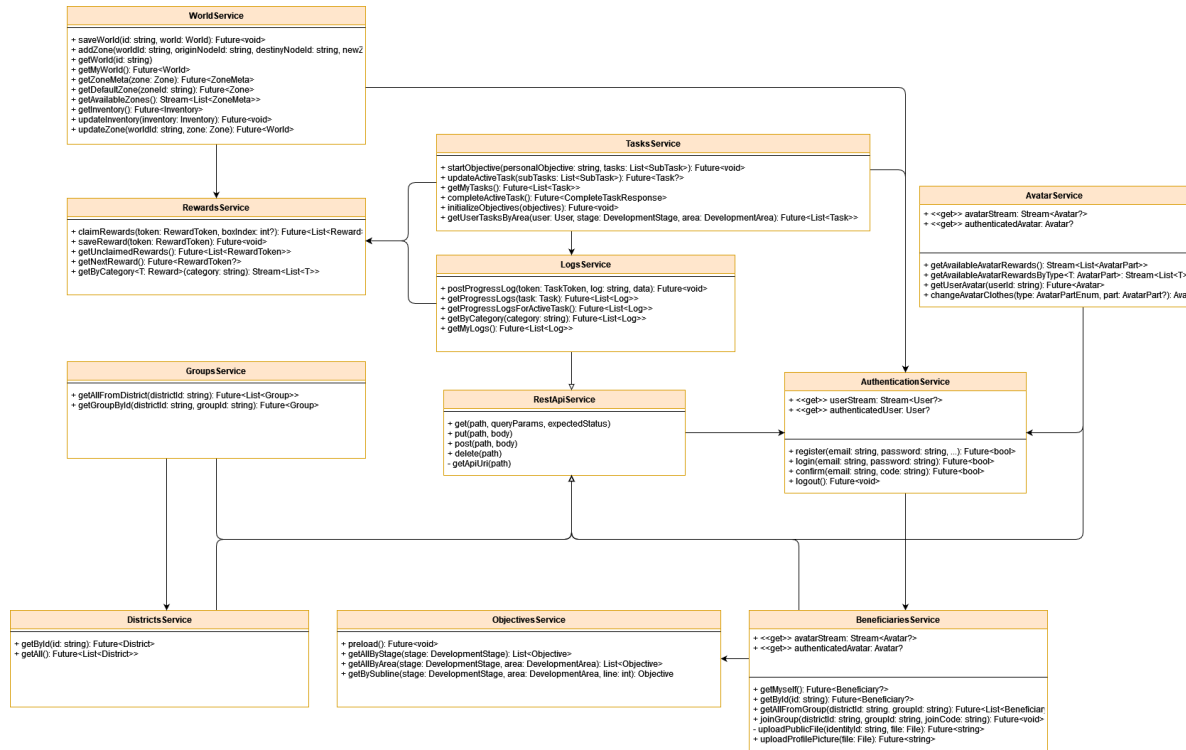 WorldService
+ saveWorld(id: string, world: World): Future<void>
+ addZone(worldId: string, originNodeId: string, destinyNodeId: string, newZ
+ getWorld(id: string)
+ getMyWorld(): Future<World>
+ getZoneMeta(zone: Zone): Future<ZoneMeta>
+ getDefaultZone(zoneId: string): Future<Zone>
+ getAvailableZones(): Stream<List<ZoneMeta>>
+ getInventory(): Future<Inventory>
+ updateInventory(inventory: Inventory): Future<void>
+ updateZone(worldId: string, zone: Zone): Future<World>
TasksService
+ startObjective(personalObjective: string, tasks: List<SubTask>): Future<void>
+ updateActiveTask(subTasks: List<SubTask>): Future<Task?>
+ getMyTasks(): Future<List<Task>>
+ completeActiveTask(): Future<CompleteTaskResponse>
+ initializeObjectives(objectives): Future<void>
+ getUserTasksByArea(user: User, stage: DevelopmentStage, area: DevelopmentArea): Future<List<Task>>
AvatarService
+ <<get>> avatarStream: Stream<Avatar?>
+ <<get>> authenticatedAvatar: Avatar?
+ getAvailableAvatarRewards(): Stream<List<AvatarPart>>
+ getAvailableAvatarRewardsByType<T: AvatarPart>: Stream<List<T>
+ getUserAvatar(userId: string): Future<Avatar>
+ changeAvatarClothes(type: AvatarPartEnum, part: AvatarPart?): Ava
RewardsService
+ claimRewards(token: RewardToken, boxIndex: int?): Future<List<Reward>
+ saveReward(token: RewardToken): Future<void>
+ getUnclaimedRewards(): Future<List<RewardToken>>
+ getNextReward(): Future<RewardToken?>
+ getByCategory<T: Reward>(category: string): Stream<List<T>>
LogsService
+ postProgressLog(token: TaskToken, log: string, data): Future<void>
+ getProgressLogs(task: Task): Future<List<Log>>
+ getProgressLogsForActiveTask(): Future<List<Log>>
+ getByCategory(category: string): Future<List<Log>>
+ getMyLogs(): Future<List<Log>>
GroupsService
+ getAllFromDistrict(districtId: string): Future<List<Group>>
+ getGroupById(districtId: string, groupId: string): Future<Group>
RestApiService
+ get(path, queryParams, expectedStatus)
+ put(path, body)
+ post(path, body)
+ delete(path)
- getApiUri(path)
AuthenticationService
+ <<get>> userStream: Stream<User?>
+ <<get>> authenticatedUser: User?
+ register(email: string, password: string, ...): Future<bool>
+ login(email: string, password: string): Future<bool>
+ confirm(email: string, code: string): Future<bool>
+ logout(): Future<void>
DistrictsService
+ getById(id: string): Future<District>
+ getAll(): Future<List<District>>
ObjectivesService
+ preload(): Future<void>
+ getAllByStage(stage: DevelopmentStage): List<Objective>
+ getAllByArea(stage: DevelopmentStage, area: DevelopmentArea): List<Objective>
+ getBySubline(stage: DevelopmentStage, area: DevelopmentArea, line: int): Objective
BeneficiariesService
+ <<get>> avatarStream: Stream<Avatar?>
+ <<get>> authenticatedAvatar: Avatar?
+ getMyself(): Future<Beneficiary?>
+ getById(id: string): Future<Beneficiary?>
+ getAllFromGroup(districtId: string, groupId: string): Future<List<Beneficiar
+ joinGroup(districtId: string, groupId: string, joinCode: string): Future<void>
- uploadPublicFile(identityId: string, file: File): Future<string>
+ uploadProfilePicture(file: File): Future<string>